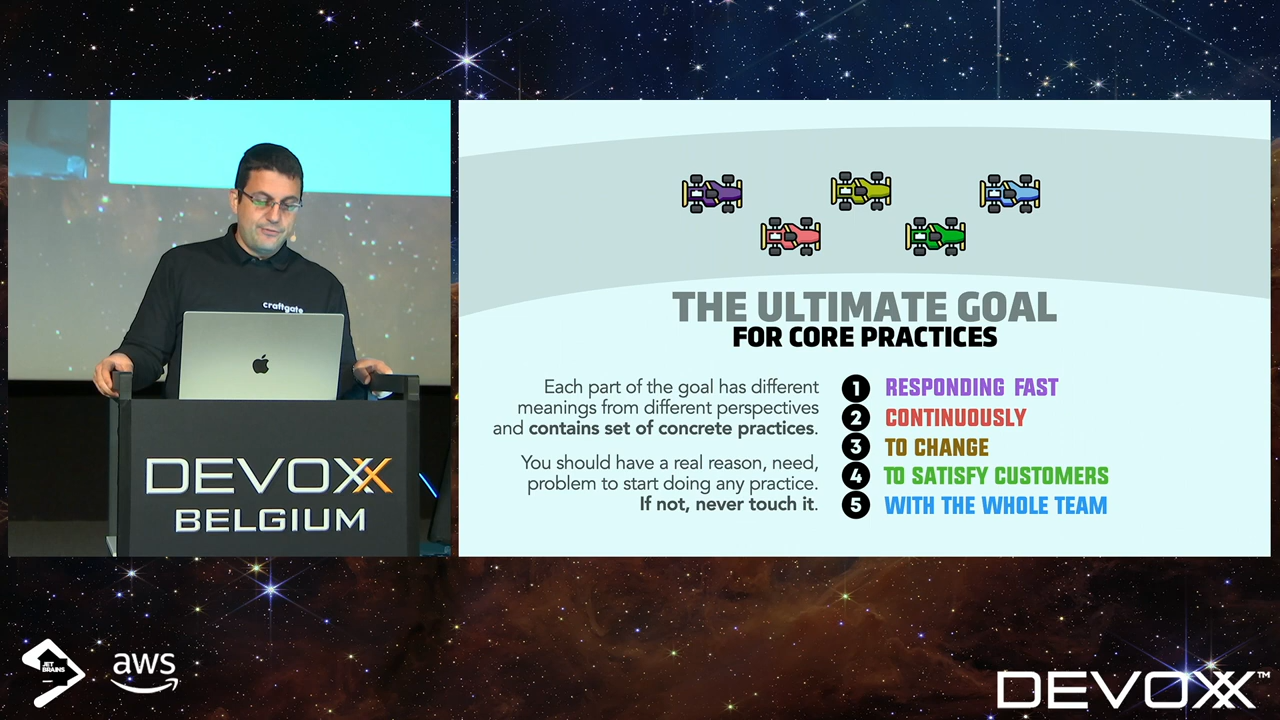 craftgate
DEVOXX
BELGIUM
THE ULTIMATE GOAL
FOR CORE PRACTICES
Each part of the goal has different
meanings from different perspectives
and contains set of concrete practices.
You should have a real reason, need,
problem to start doing any practice.
If not, never touch it.
1 RESPONDING FAST
2 CONTINUOUSLY
3 TO CHANGE
4 TO SATISFY CUSTOMERS
5 WITH THE WHOLE TEAM
JET
BRAINS
aws
DEVOXX™